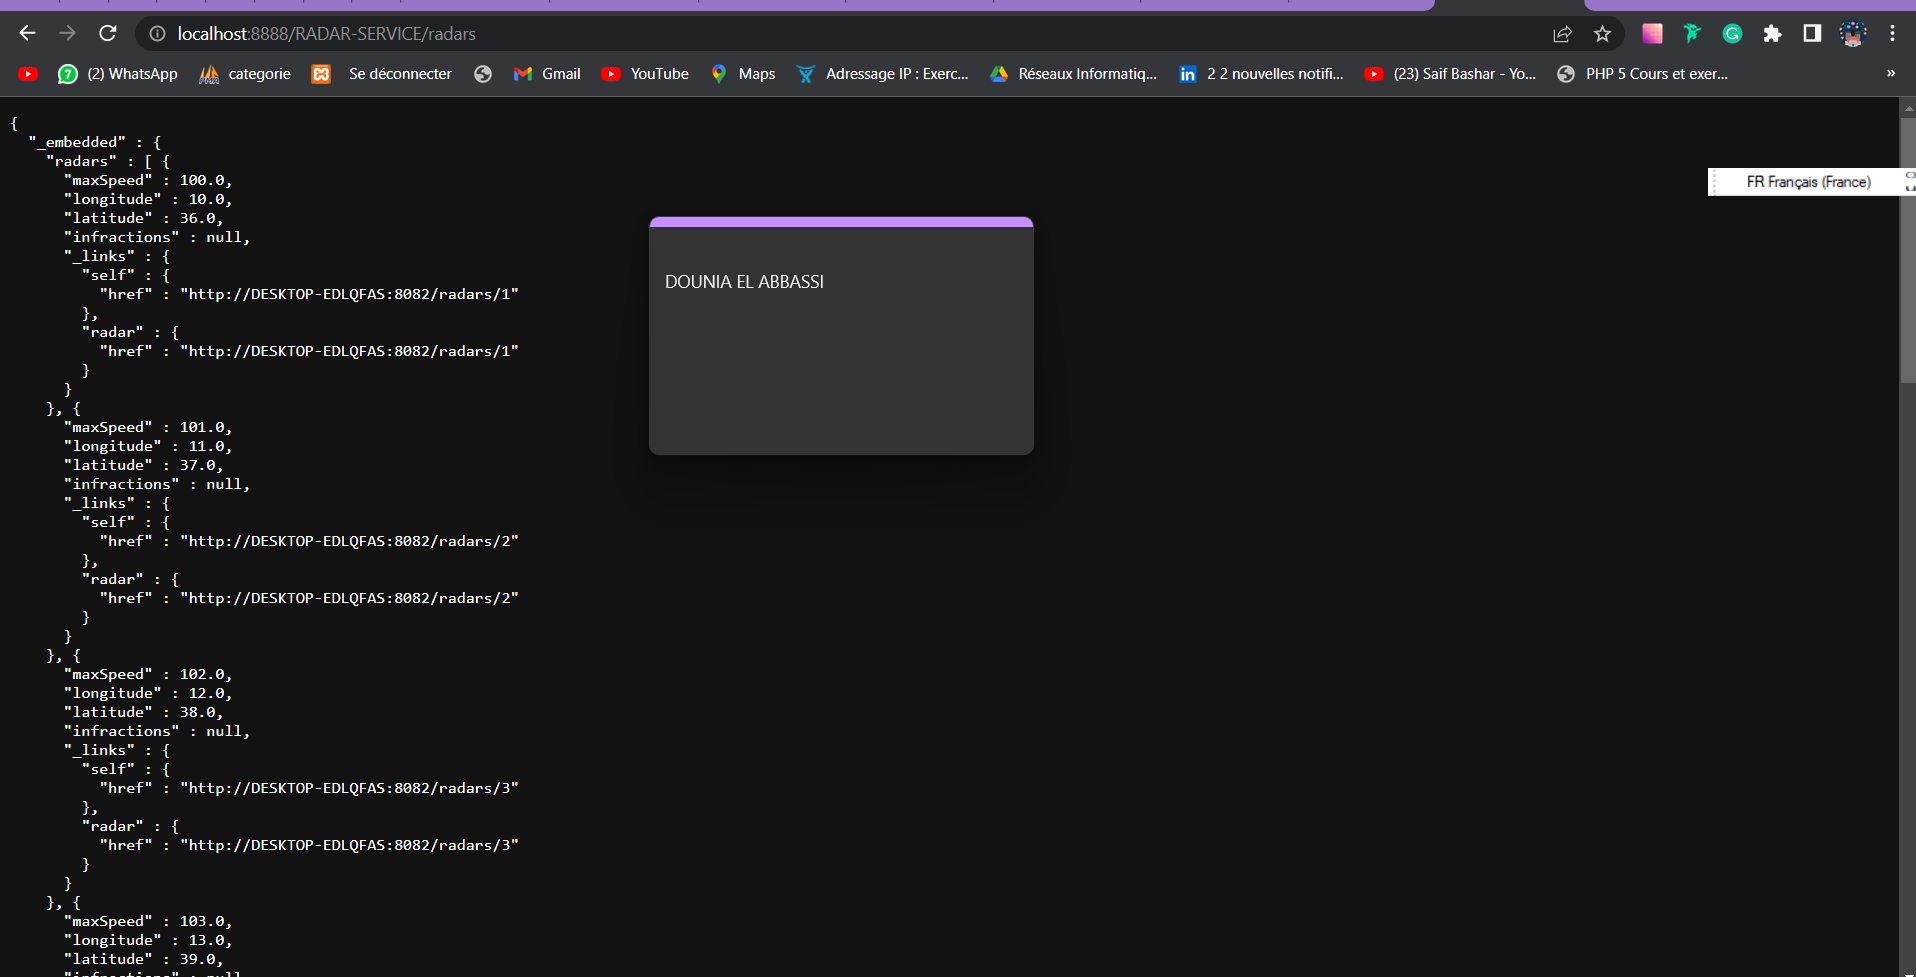 localhost:8888/RADAR-SERVICE/radars
7 (2) WhatsApp categorie Se déconnecter Gmail YouTube Maps Adressage IP : Exerc... Réseaux Informatiq... in 2 2 nouvelles notifi... (23) Saif Bashar - Yo... PHP 5 Cours et exer... »
{
"_embedded" : {
"radars" : [ {
"maxSpeed" : 100.0,
"longitude" : 10.0,
"latitude" : 36.0,
"infractions" : null,
"_links" : {
"self" : {
"href" : "http://DESKTOP-EDLQFAS:8082/radars/1"
},
"radar" : {
"href" : "http://DESKTOP-EDLQFAS:8082/radars/1"
}
}
}, {
"maxSpeed" : 101.0,
"longitude" : 11.0,
"latitude" : 37.0,
"infractions" : null,
"_links" : {
"self" : {
"href" : "http://DESKTOP-EDLQFAS:8082/radars/2"
},
"radar" : {
"href" : "http://DESKTOP-EDLQFAS:8082/radars/2"
}
}
}, {
"maxSpeed" : 102.0,
"longitude" : 12.0,
"latitude" : 38.0,
"infractions" : null,
"_links" : {
"self" : {
"href" : "http://DESKTOP-EDLQFAS:8082/radars/3"
},
"radar" : {
"href" : "http://DESKTOP-EDLQFAS:8082/radars/3"
}
}
}, {
"maxSpeed" : 103.0,
"longitude" : 13.0,
"latitude" : 39.0,
"infractions" : null
DOUNIA EL ABBASSI
FR Français (France)